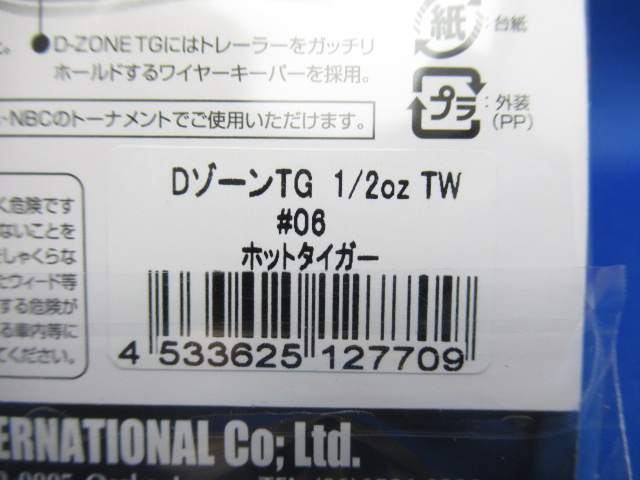 D-ZONE TGにはトレーラーをガッチリ
ホールドするワイヤーキーパーを採用。
NBCのトーナメントでご使用いただけます。
紙
:台紙
プラ
:外装
(PP)
く危険です
ないことを
でしゃくらな
たウィード等
する危険が
る車内等に
てください。
DゾーンTG 1/2oz TW
#06
ホットタイガー
4 533625 127709
ERNATIONAL Co; Ltd.